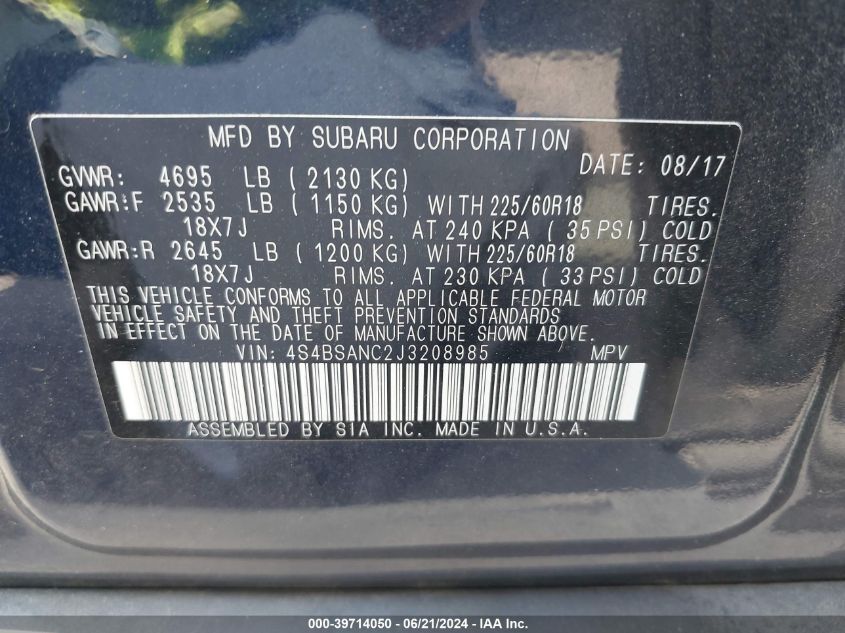 MFD BY SUBARU CORPORATION
DATE: 08/17
GVWR: 4695 LB ( 2130 KG)
GAWR:F 2535 LB ( 1150 KG) WITH 225/60R18 TIRES.
18X7J RIMS. AT 240 KPA ( 35 PSI) COLD
GAWR:R 2645 LB ( 1200 KG) WITH 225/60R18 TIRES.
18X7J RIMS. AT 230 KPA ( 33 PSI) COLD
THIS VEHICLE CONFORMS TO ALL APPLICABLE FEDERAL MOTOR
VEHICLE SAFETY AND THEFT PREVENTION STANDARDS
IN EFFECT ON THE DATE OF MANUFACTURE SHOWN ABOVE.
VIN: 4S4BSANC2J3208985 MPV
ASSEMBLED BY SIA INC. MADE IN U.S.A.
000-39714050 - 06/21/2024 - IAA Inc.